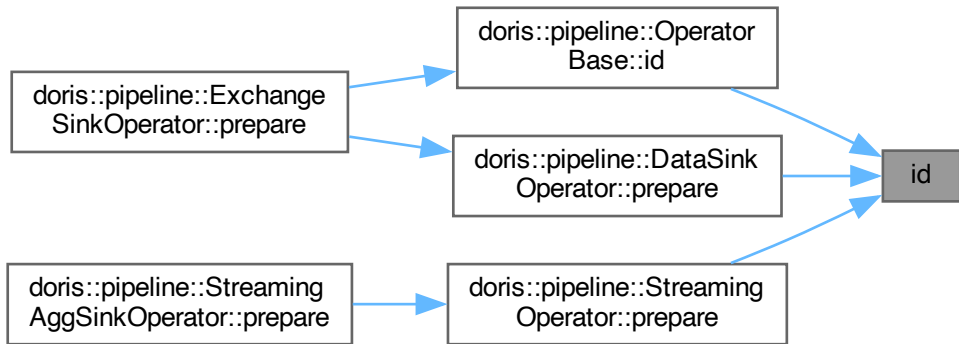 doris::pipeline::Operator
Base::id
doris::pipeline::Exchange
SinkOperator::prepare
doris::pipeline::DataSink
Operator::prepare
id
doris::pipeline::Streaming
AggSinkOperator::prepare
doris::pipeline::Streaming
Operator::prepare